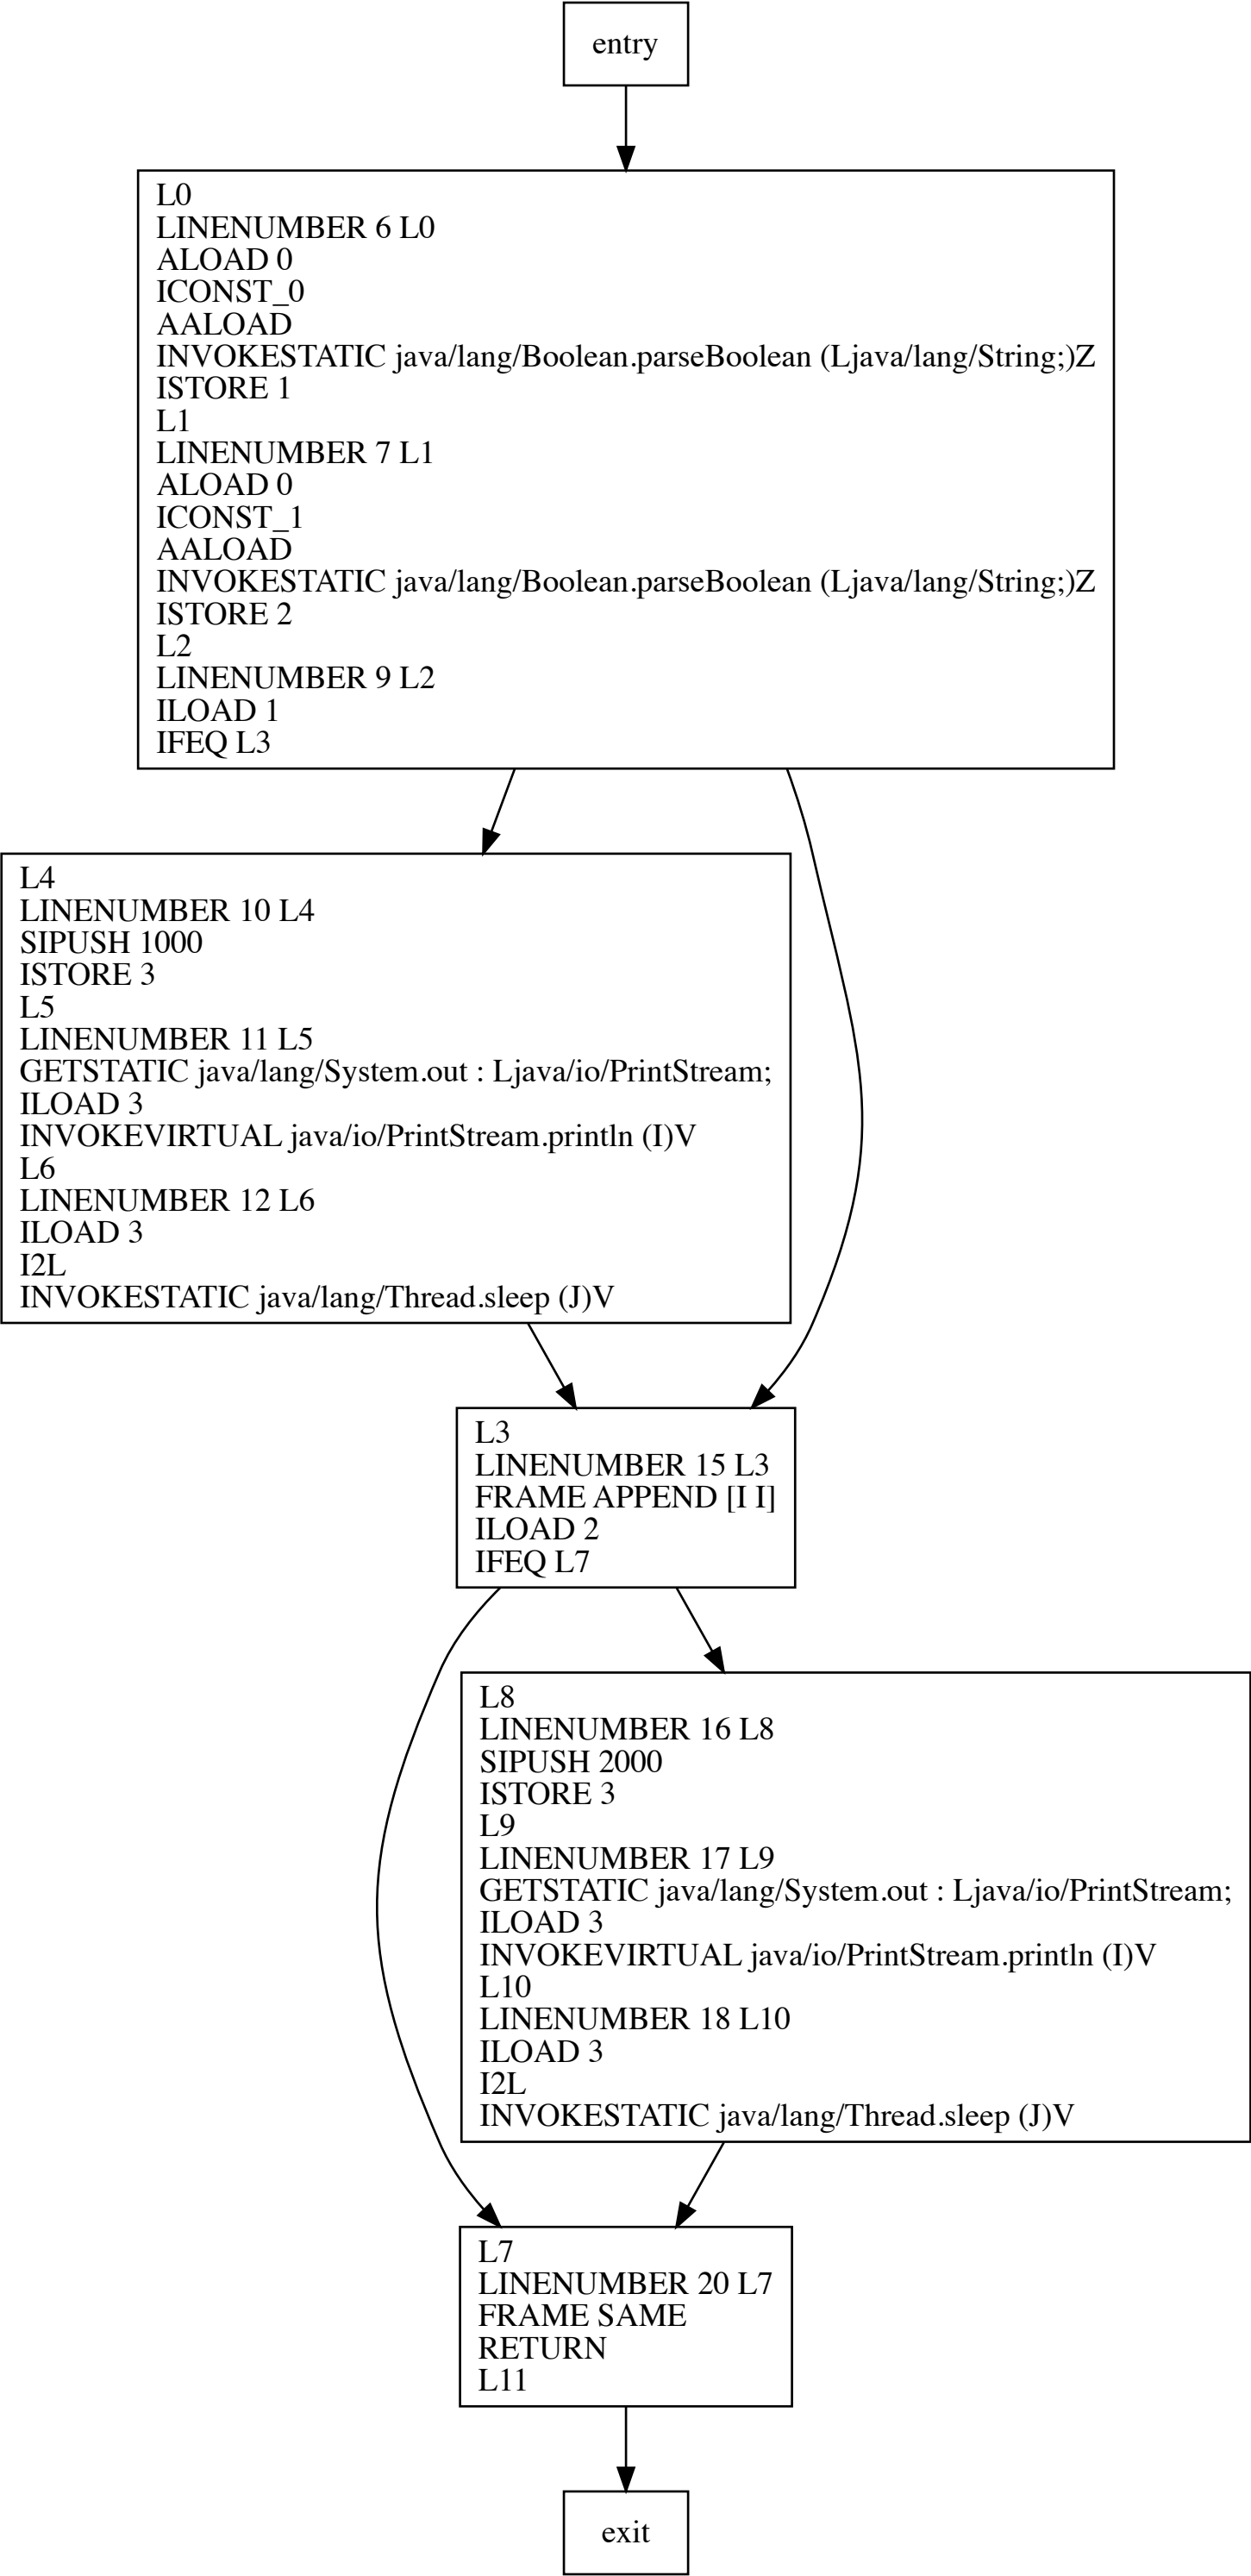 entry
L0
LINENUMBER 6 L0
ALOAD 0
ICONST_0
AALOAD
INVOKESTATIC java/lang/Boolean.parseBoolean (Ljava/lang/String;)Z
ISTORE 1
L1
LINENUMBER 7 L1
ALOAD 0
ICONST_1
AALOAD
INVOKESTATIC java/lang/Boolean.parseBoolean (Ljava/lang/String;)Z
ISTORE 2
L2
LINENUMBER 9 L2
ILOAD 1
IFEQ L3
L4
LINENUMBER 10 L4
SIPUSH 1000
ISTORE 3
L5
LINENUMBER 11 L5
GETSTATIC java/lang/System.out : Ljava/io/PrintStream;
ILOAD 3
INVOKEVIRTUAL java/io/PrintStream.println (I)V
L6
LINENUMBER 12 L6
ILOAD 3
I2L
INVOKESTATIC java/lang/Thread.sleep (J)V
L3
LINENUMBER 15 L3
FRAME APPEND [I I]
ILOAD 2
IFEQ L7
L8
LINENUMBER 16 L8
SIPUSH 2000
ISTORE 3
L9
LINENUMBER 17 L9
GETSTATIC java/lang/System.out : Ljava/io/PrintStream;
ILOAD 3
INVOKEVIRTUAL java/io/PrintStream.println (I)V
L10
LINENUMBER 18 L10
ILOAD 3
I2L
INVOKESTATIC java/lang/Thread.sleep (J)V
L7
LINENUMBER 20 L7
FRAME SAME
RETURN
L11
exit